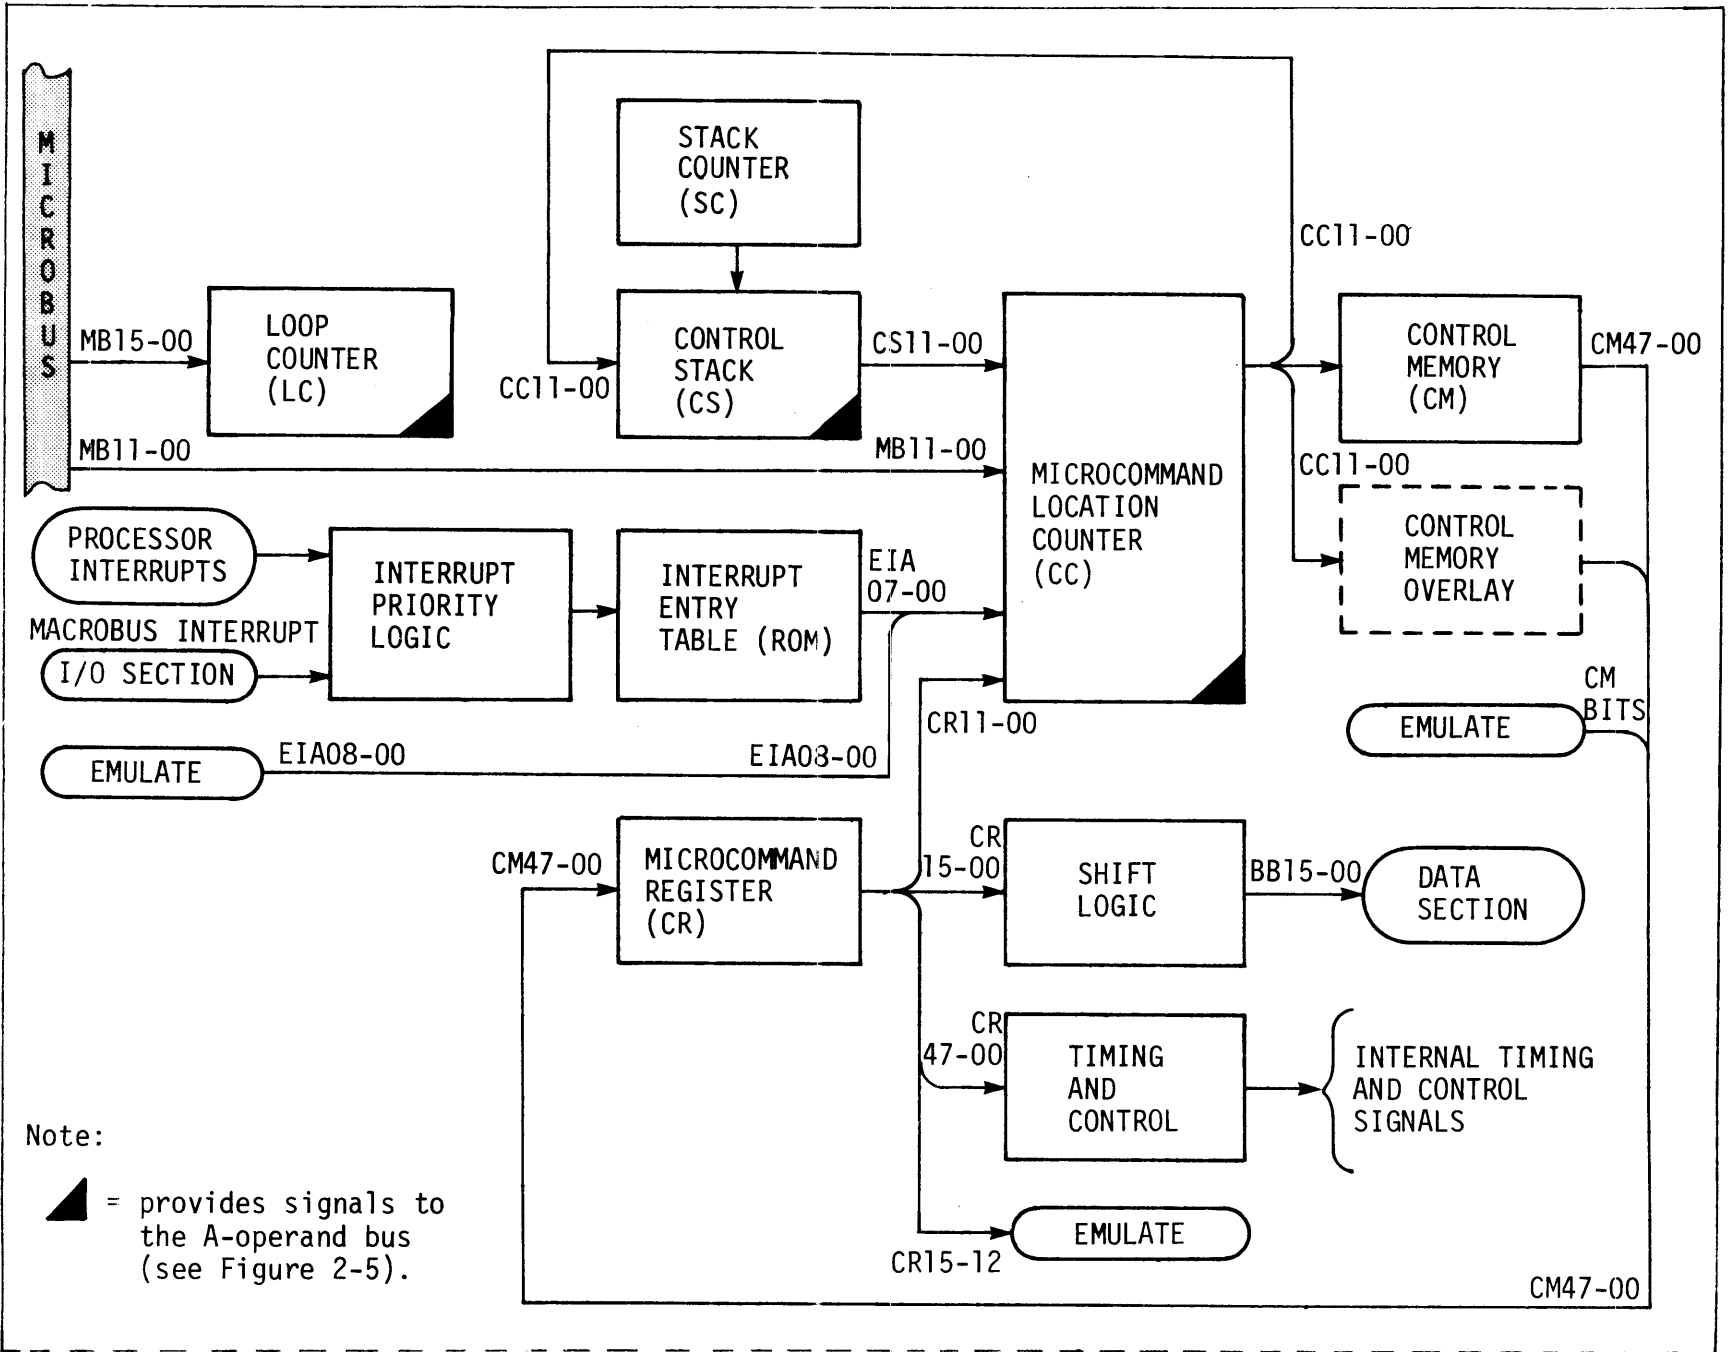 MICROBUS
STACK
COUNTER
(SC)
CC11-00
LOOP
COUNTER
(LC)
MB15-00
CONTROL
STACK
(CS)
CC11-00
CS11-00
CONTROL
MEMORY
(CM)
CM47-00
MB11-00
MB11-00
MICROCOMMAND
LOCATION
COUNTER
(CC)
CC11-00
CONTROL
MEMORY
OVERLAY
PROCESSOR
INTERRUPTS
MACROBUS INTERRUPT
I/O SECTION
INTERRUPT
PRIORITY
LOGIC
INTERRUPT
ENTRY
TABLE (ROM)
EIA
07-00
CR11-00
CM
BITS
EMULATE
EMULATE
EIA08-00
EIA08-00
CM47-00
MICROCOMMAND
REGISTER
(CR)
CR
15-00
SHIFT
LOGIC
BB15-00
DATA
SECTION
CR
47-00
TIMING
AND
CONTROL
INTERNAL TIMING
AND CONTROL
SIGNALS
EMULATE
CR15-12
CM47-00
Note:
= provides signals to
the A-operand bus
(see Figure 2-5).